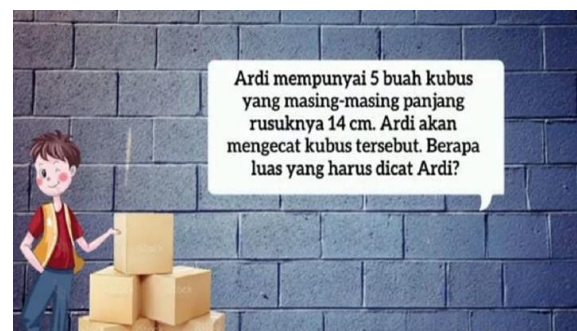 Ardi mempunyai 5 buah kubus
yang masing-masing panjang
rusuknya 14 cm. Ardi akan
mengecat kubus tersebut. Berapa
luas yang harus dicat Ardi?